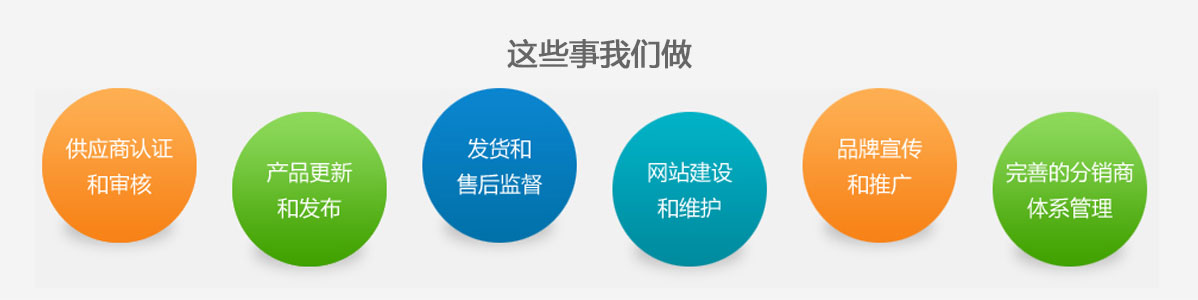 这些事我们做
供应商认证
和审核
产品更新
和发布
发货和
售后监督
网站建设
和维护
品牌宣传
和推广
完善的分销商
体系管理